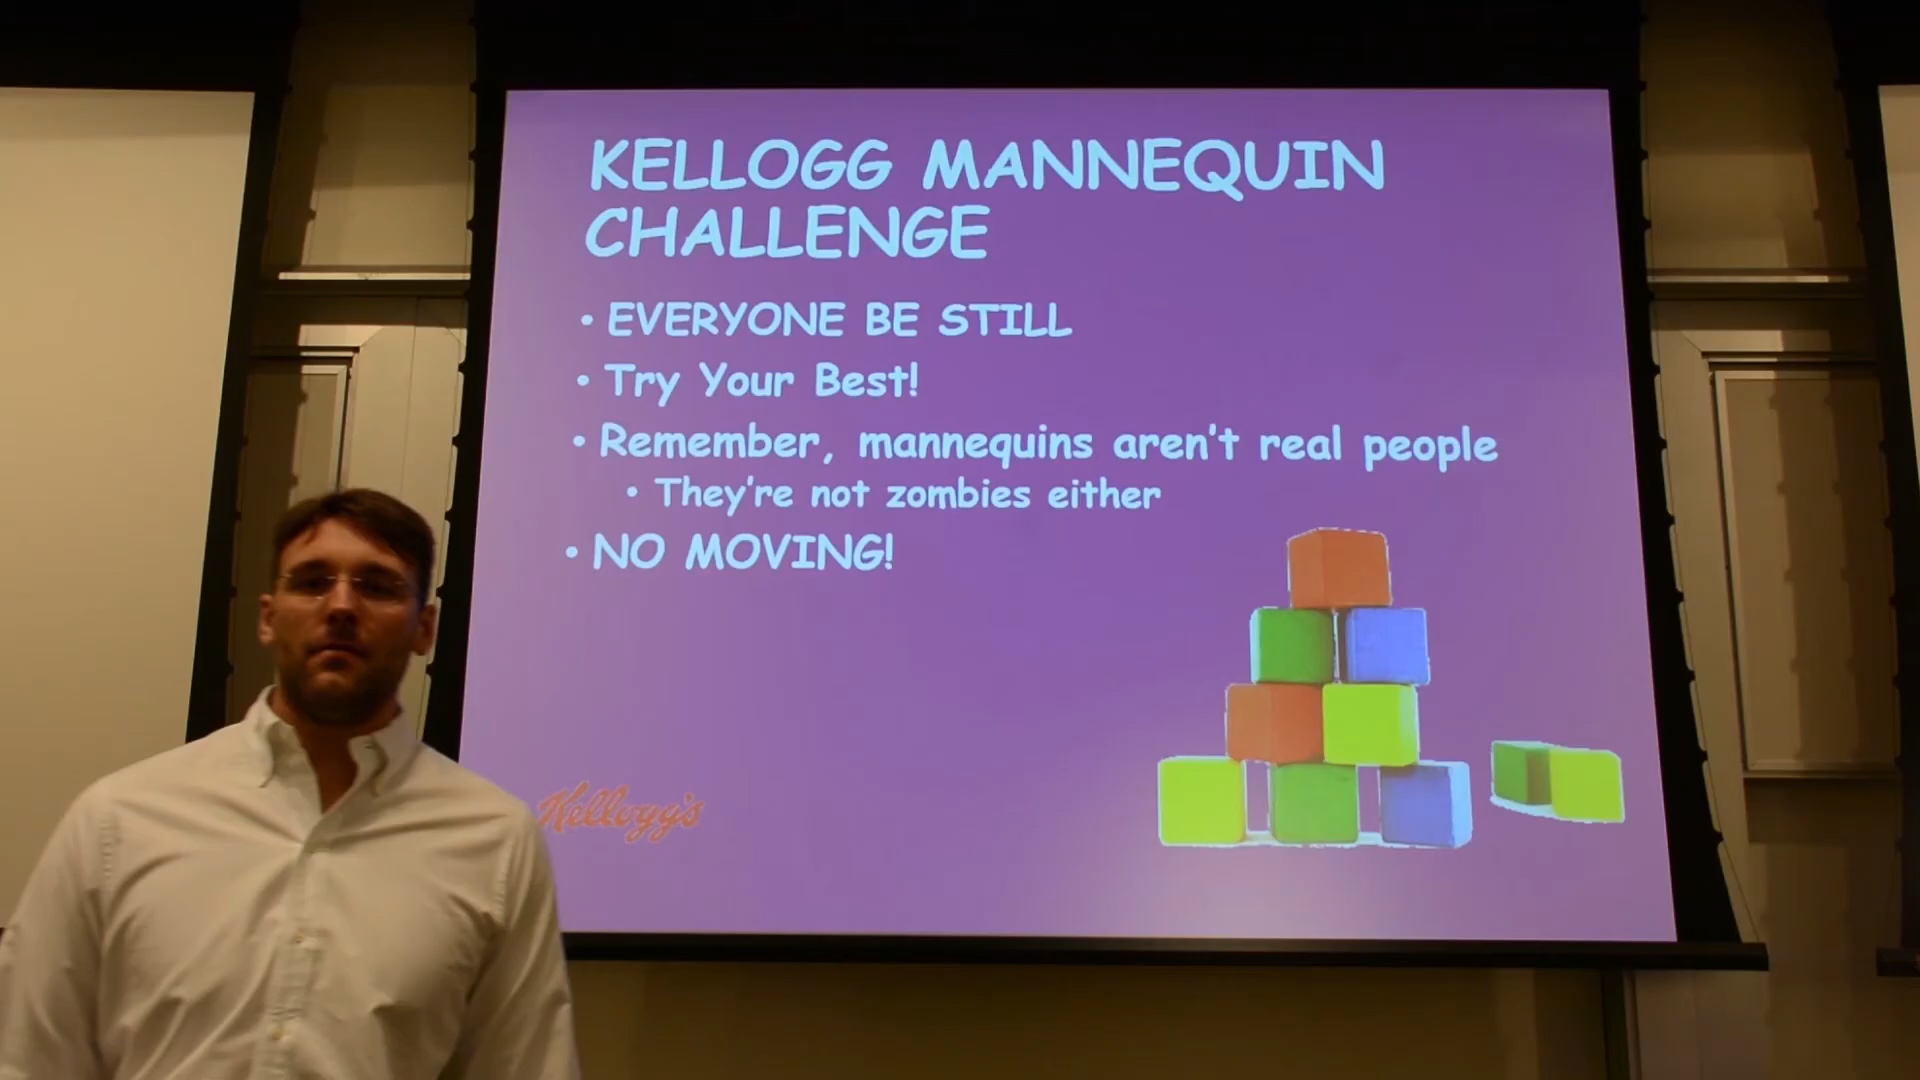 KELLOGG MANNEQUIN
CHALLENGE
• EVERYONE BE STILL
• Try Your Best!
• Remember, mannequins aren't real people
• They're not zombies either
• NO MOVING!
Kellogg's